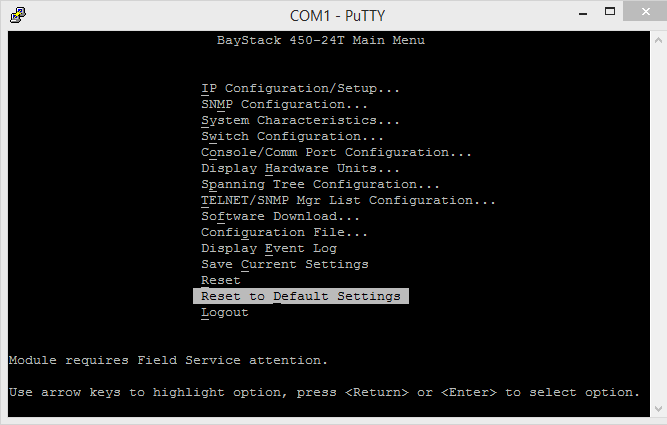 COM1 - PuTTY
BayStack 450-24T Main Menu
IP Configuration/Setup...
SNMP Configuration...
System Characteristics...
Switch Configuration...
Console/Comm Port Configuration...
Display Hardware Units...
Spanning Tree Configuration...
TELNET/SNMP Mgr List Configuration...
Software Download...
Configuration File...
Display Event Log
Save Current Settings
Reset
Reset to Default Settings
Logout
Module requires Field Service attention.
Use arrow keys to highlight option, press <Return> or <Enter> to select option.